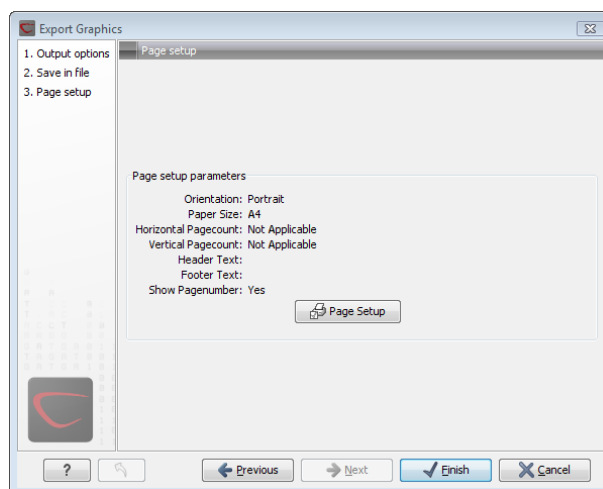 Export Graphics
1. Output options
2. Save in file
3. Page setup
Page setup
Page setup parameters
Orientation: Portrait
Paper Size: A4
Horizontal Pagecount: Not Applicable
Vertical Pagecount: Not Applicable
Header Text:
Footer Text:
Show Pagenumber: Yes
Page Setup
?
Previous
Next
Finish
Cancel